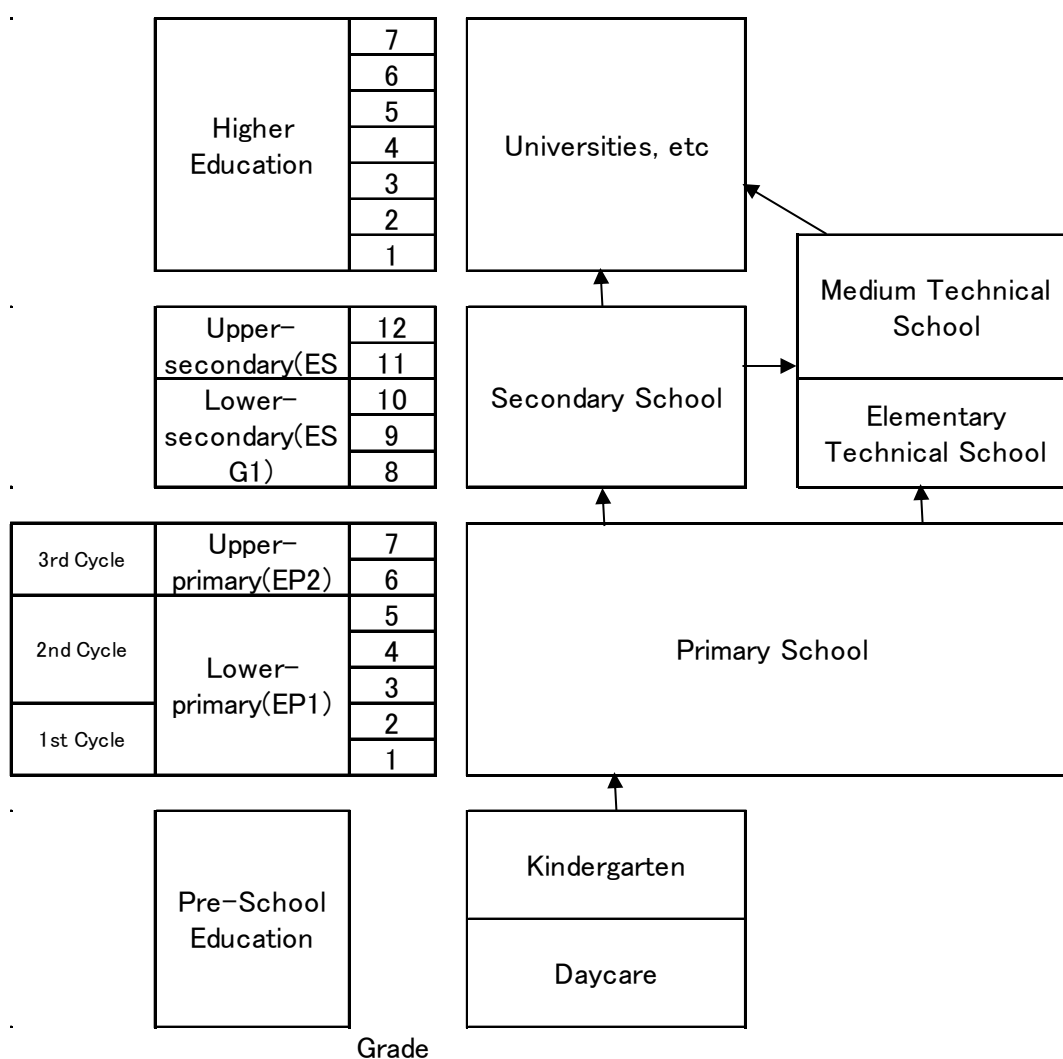 Higher
Education
7
6
5
4
3
2
1
Universities, etc
Medium Technical
School
Elementary
Technical School
Upper-
secondary(ES
12
11
Lower-
secondary(ES
G1)
10
9
8
Secondary School
3rd Cycle
2nd Cycle
1st Cycle
Upper-
primary(EP2)
Lower-
primary(EP1)
7
6
5
4
3
2
1
Primary School
Pre-School
Education
Kindergarten
Daycare
Grade